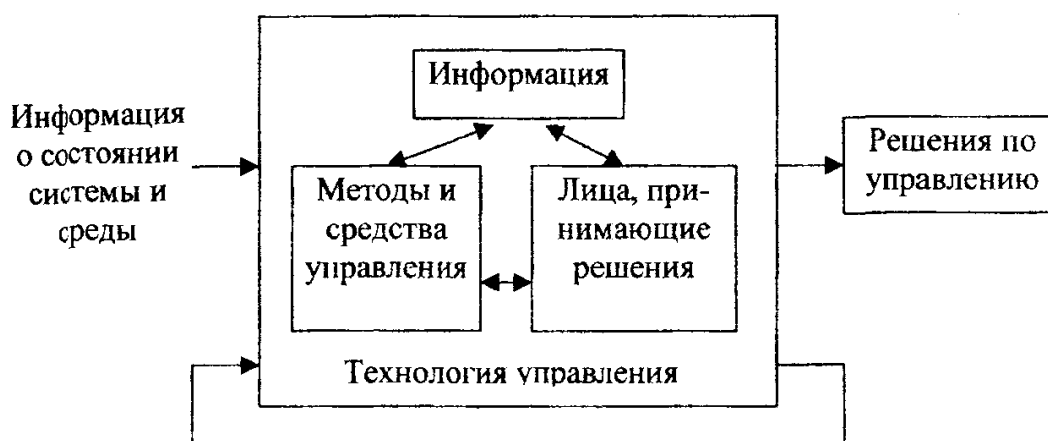 Информация
Информация
о состоянии
системы и
среды
Методы и
средства
управления
Лица, при-
нимающие
решения
Решения по
управлению
Технология управления